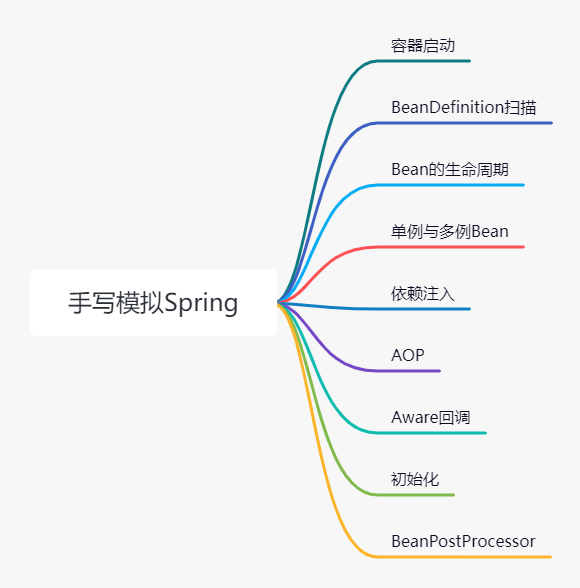 容器启动
BeanDefinition扫描
Bean的生命周期
单例与多例Bean
手写模拟Spring
依赖注入
AOP
Aware回调
初始化
BeanPostProcessor